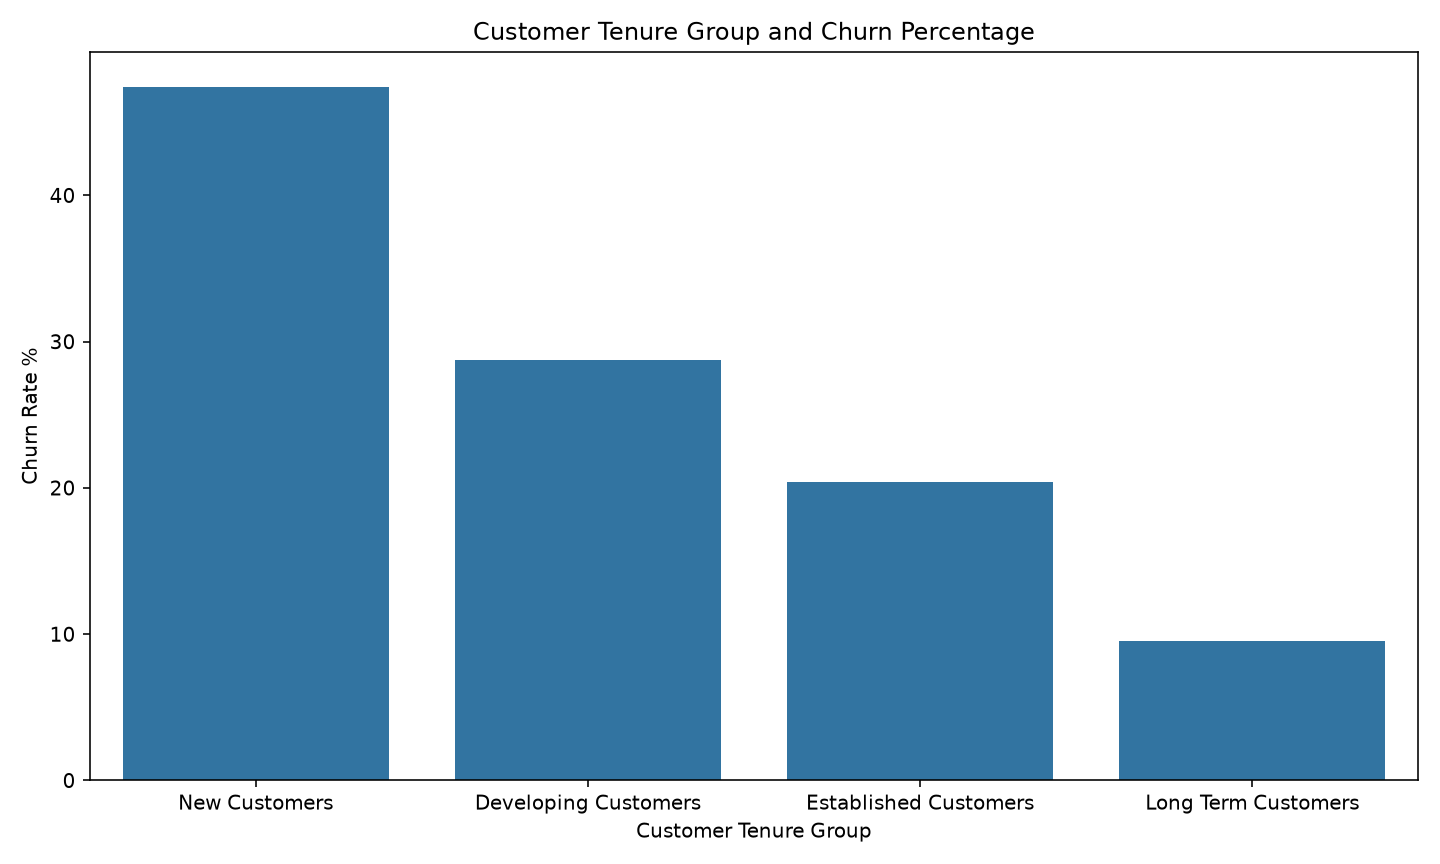 Customer Tenure Group and Churn Percentage
Churn Rate %
40
30
20
10
0
New Customers
Developing Customers
Established Customers
Long Term Customers
Customer Tenure Group